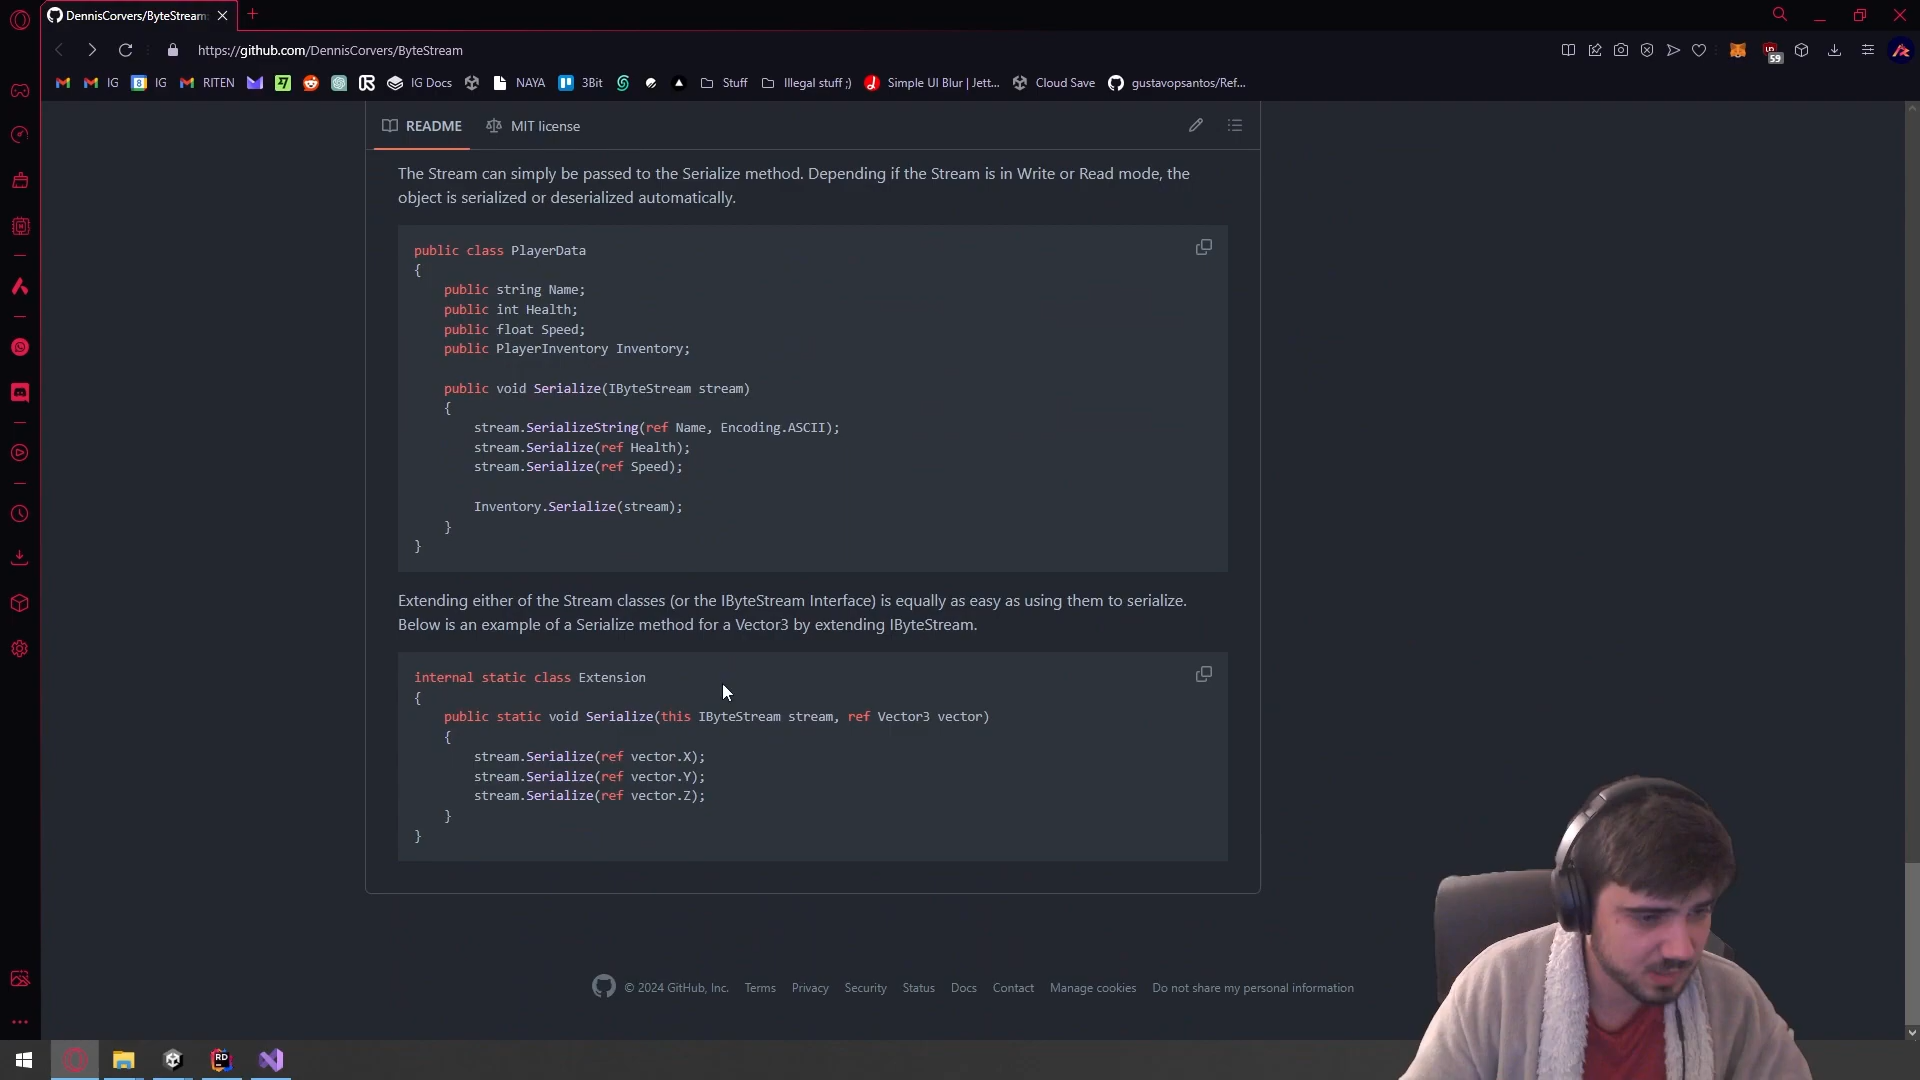 DennisCorvers/ByteStream:
https://github.com/DennisCorvers/ByteStream
59
IG
8
IG
RITEN
IG Docs
NAYA
3Bit
Stuff
Illegal stuff ;)
Simple UI Blur | Jett...
Cloud Save
gustavopsantos/Ref...
README
MIT license
The Stream can simply be passed to the Serialize method. Depending if the Stream is in Write or Read mode, the
object is serialized or deserialized automatically.
public class PlayerData
{
public string Name;
public int Health;
public float Speed;
public PlayerInventory Inventory;
public void Serialize(IByteStream stream)
{
stream.SerializeString(ref Name, Encoding.ASCII);
stream.Serialize(ref Health);
stream.Serialize(ref Speed);
Inventory.Serialize(stream);
}
}
Extending either of the Stream classes (or the IByteStream Interface) is equally as easy as using them to serialize.
Below is an example of a Serialize method for a Vector3 by extending IByteStream.
internal static class Extension
{
public static void Serialize(this IByteStream stream, ref Vector3 vector)
{
stream.Serialize(ref vector.X);
stream.Serialize(ref vector.Y);
stream.Serialize(ref vector.Z);
}
}
© 2024 GitHub, Inc. Terms Privacy Security Status Docs Contact Manage cookies Do not share my personal information
RD